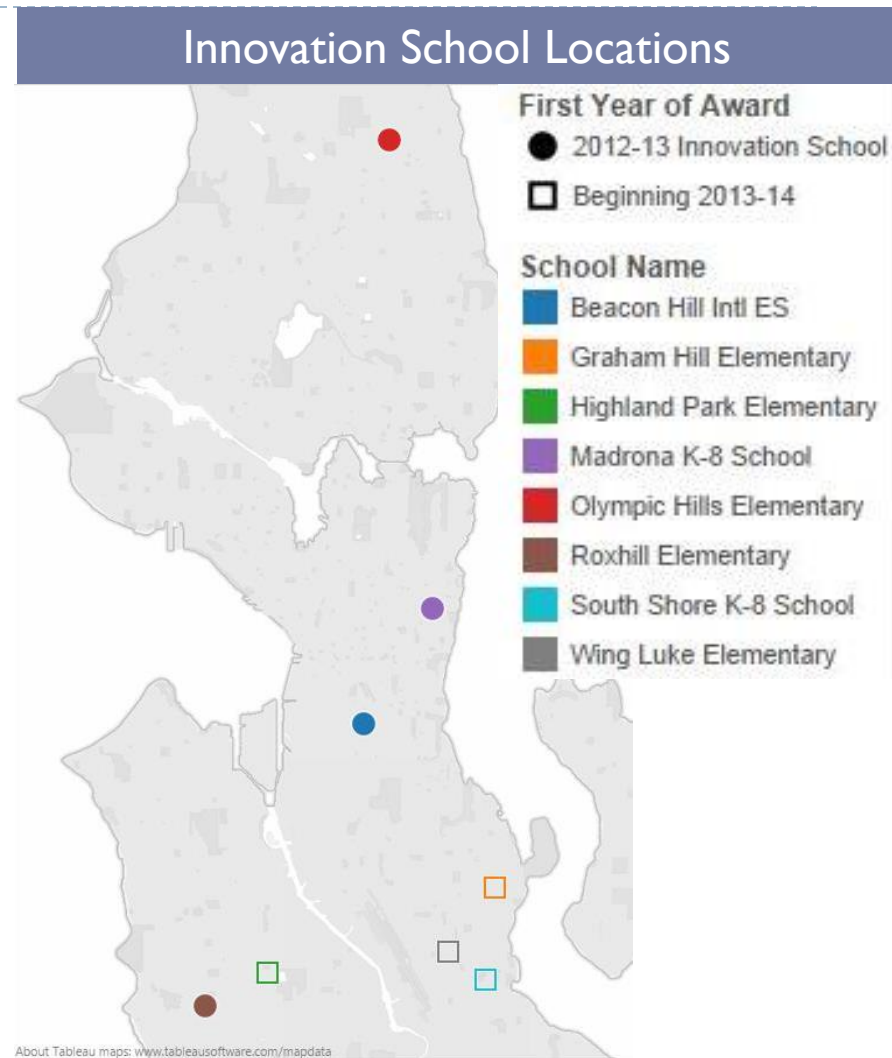 Innovation School Locations
First Year of Award
2012-13 Innovation School
Beginning 2013-14
School Name
Beacon Hill Intl ES
Graham Hill Elementary
Highland Park Elementary
Madrona K-8 School
Olympic Hills Elementary
Roxhill Elementary
South Shore K-8 School
Wing Luke Elementary
About Tableau maps: www.tableausoftware.com/mapdata